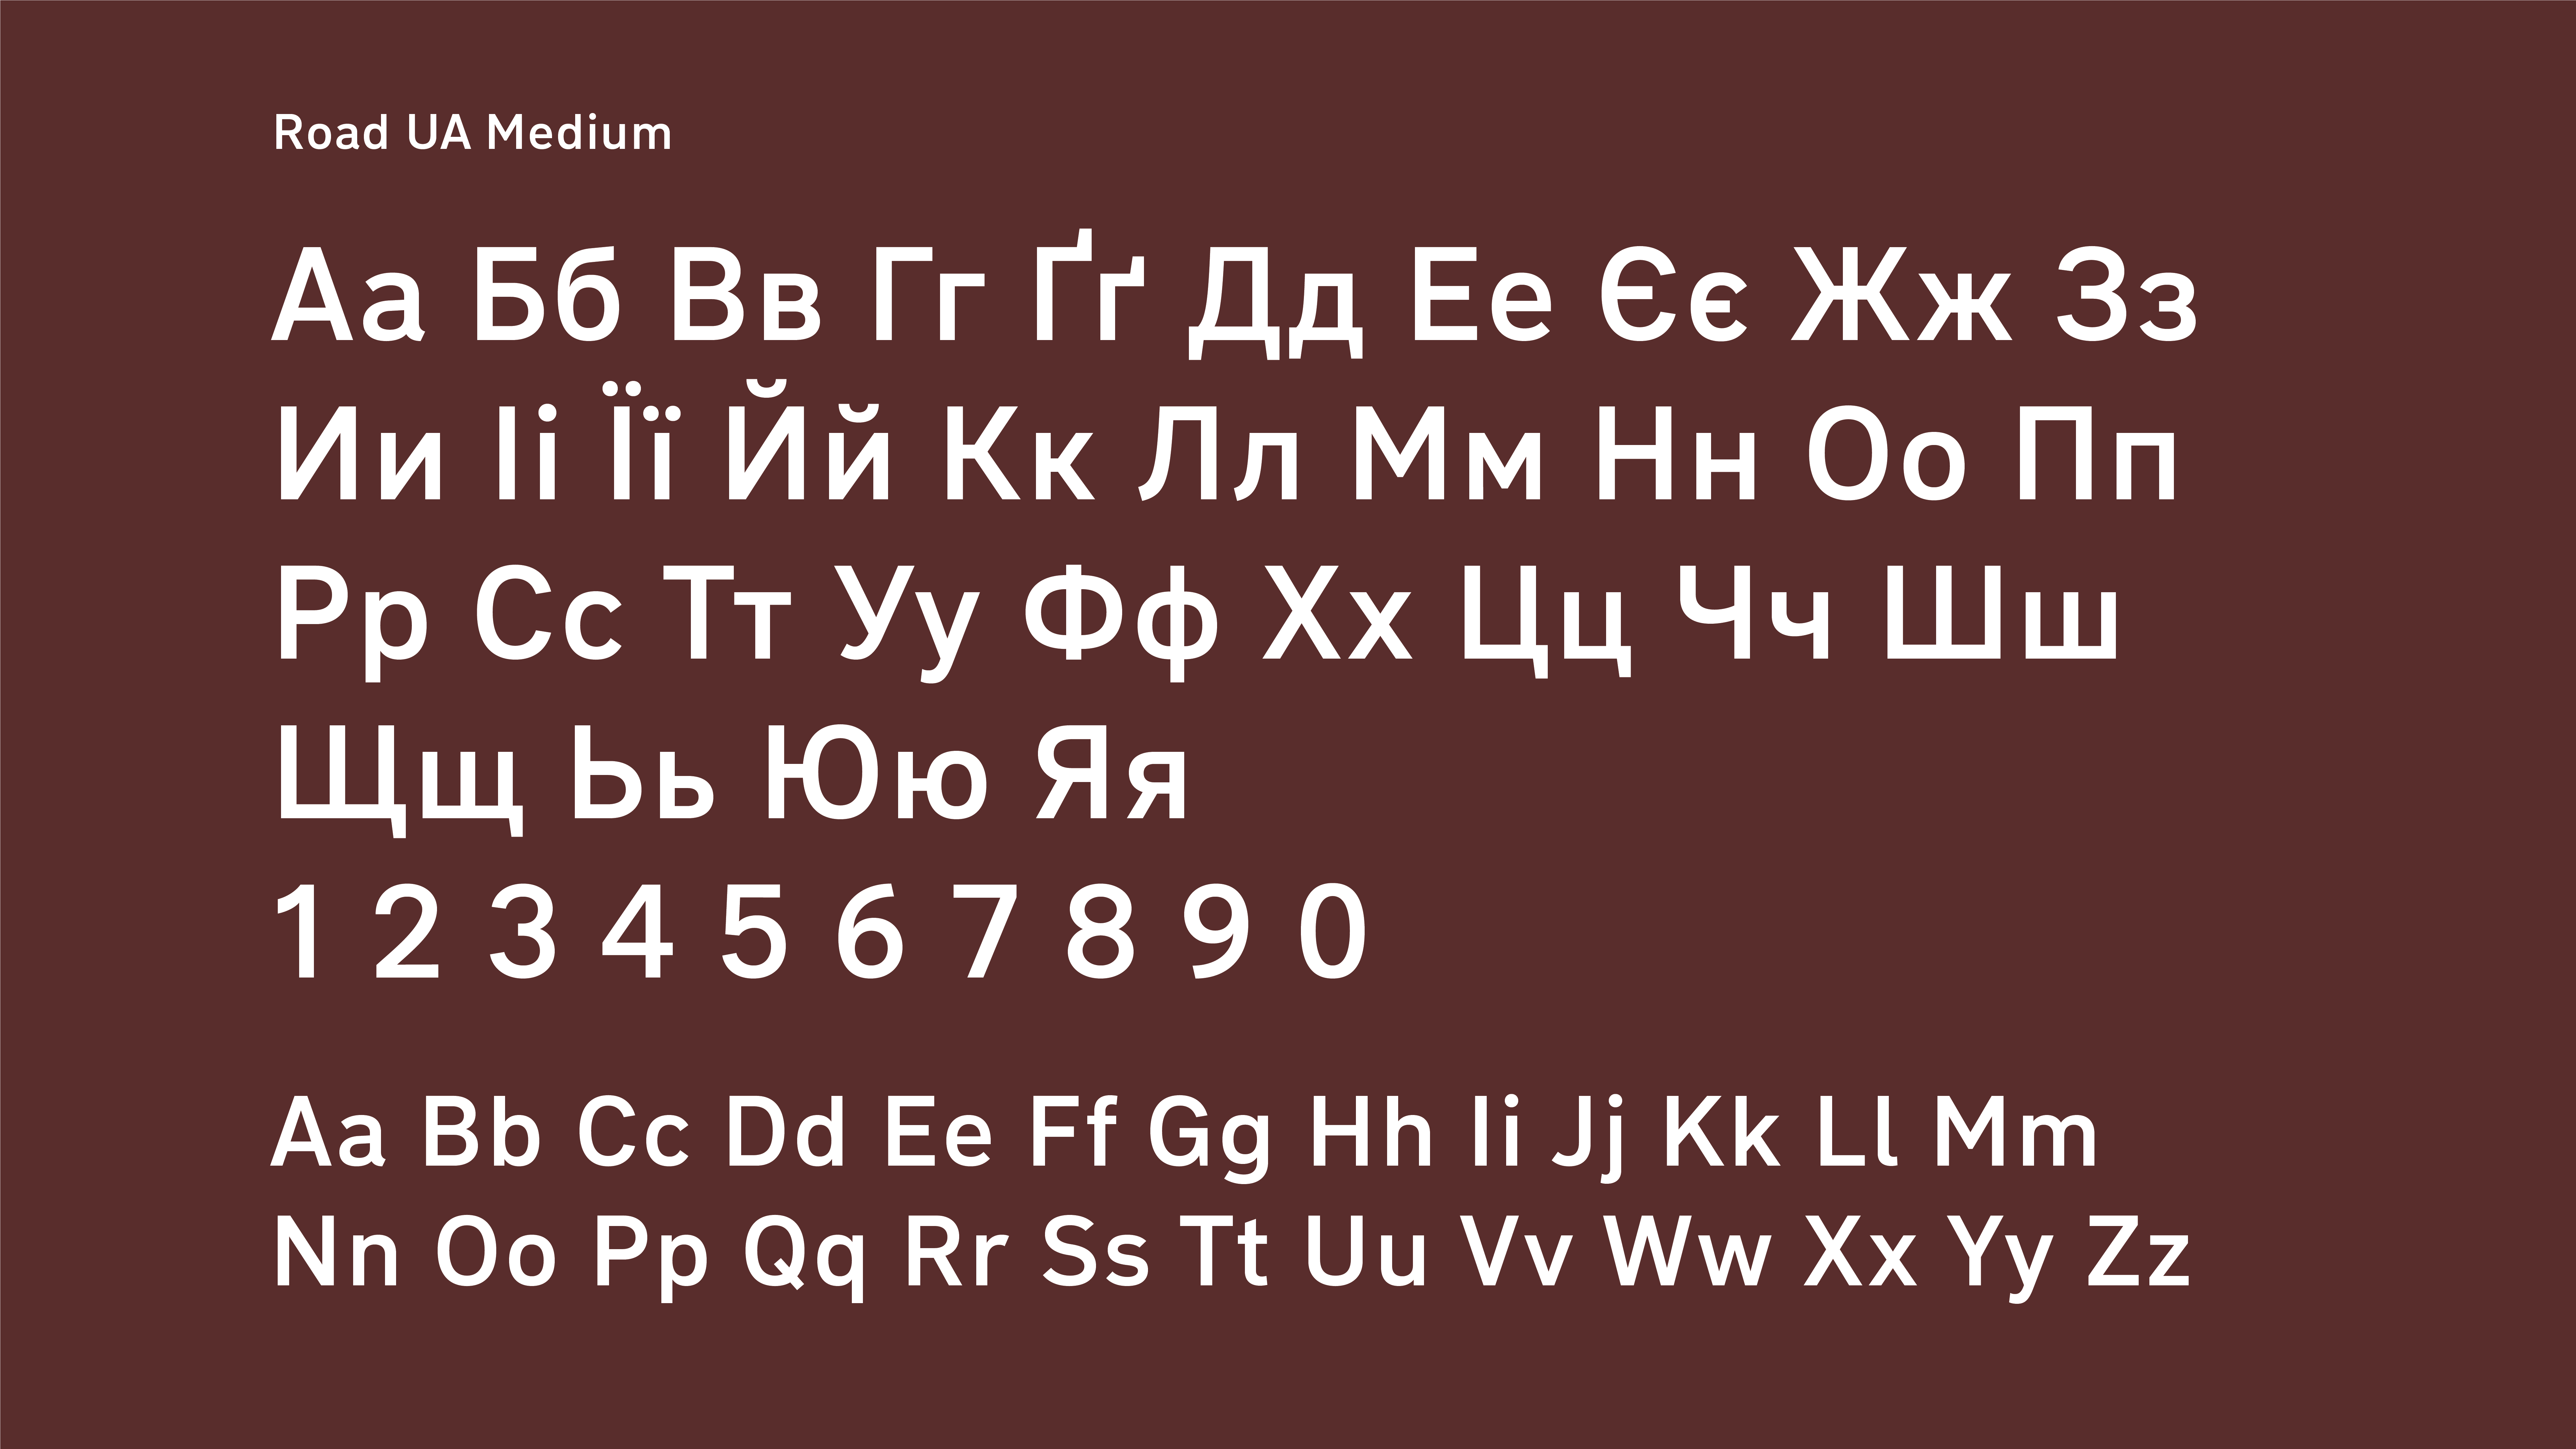 Road UA Medium
Аа Бб Вв Гг Ґґ Дд Ее Єє Жж Зз
Ии Іі Її Йй Кк Лл Мм Нн Оо Пп
Рр Сс Тт Уу Фф Хх Цц Чч Шш
Щщ Ьь Юю Яя
1 2 3 4 5 6 7 8 9 0
Aa Bb Cc Dd Ee Ff Gg Hh Ii Jj Kk Ll Mm
Nn Oo Pp Qq Rr Ss Tt Uu Vv Ww Xx Yy Zz